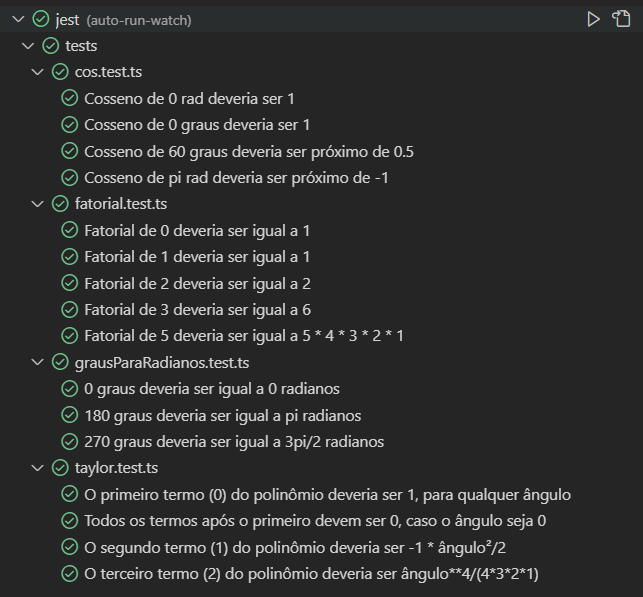 jest (auto-run-watch)
tests
cos.test.ts
Cosseno de 0 rad deveria ser 1
Cosseno de 0 graus deveria ser 1
Cosseno de 60 graus deveria ser próximo de 0.5
Cosseno de pi rad deveria ser próximo de -1
fatorial.test.ts
Fatorial de 0 deveria ser igual a 1
Fatorial de 1 deveria ser igual a 1
Fatorial de 2 deveria ser igual a 2
Fatorial de 3 deveria ser igual a 6
Fatorial de 5 deveria ser igual a 5 * 4 * 3 * 2 * 1
grausParaRadianos.test.ts
0 graus deveria ser igual a 0 radianos
180 graus deveria ser igual a pi radianos
270 graus deveria ser igual a 3pi/2 radianos
taylor.test.ts
O primeiro termo (0) do polinômio deveria ser 1, para qualquer ângulo
Todos os termos após o primeiro devem ser 0, caso o ângulo seja 0
O segundo termo (1) do polinômio deveria ser -1 * ângulo²/2
O terceiro termo (2) do polinômio deveria ser ângulo**4/(4*3*2*1)